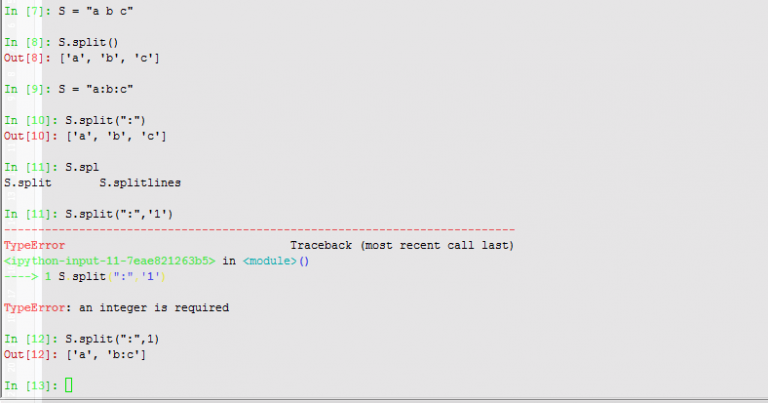 In [7]: S = "a b c"
In [8]: S.split()
Out[8]: ['a', 'b', 'c']
In [9]: S = "a:b:c"
In [10]: S.split(":")
Out[10]: ['a', 'b', 'c']
In [11]: S.spl
S.split      S.splitlines
In [11]: S.split(":",'1')
---------------------------------------------------------------------------
TypeError                                 Traceback (most recent call last)
<ipython-input-11-7eae821263b5> in <module>()
----> 1 S.split(":",'1')
TypeError: an integer is required
In [12]: S.split(":",1)
Out[12]: ['a', 'b:c']
In [13]: